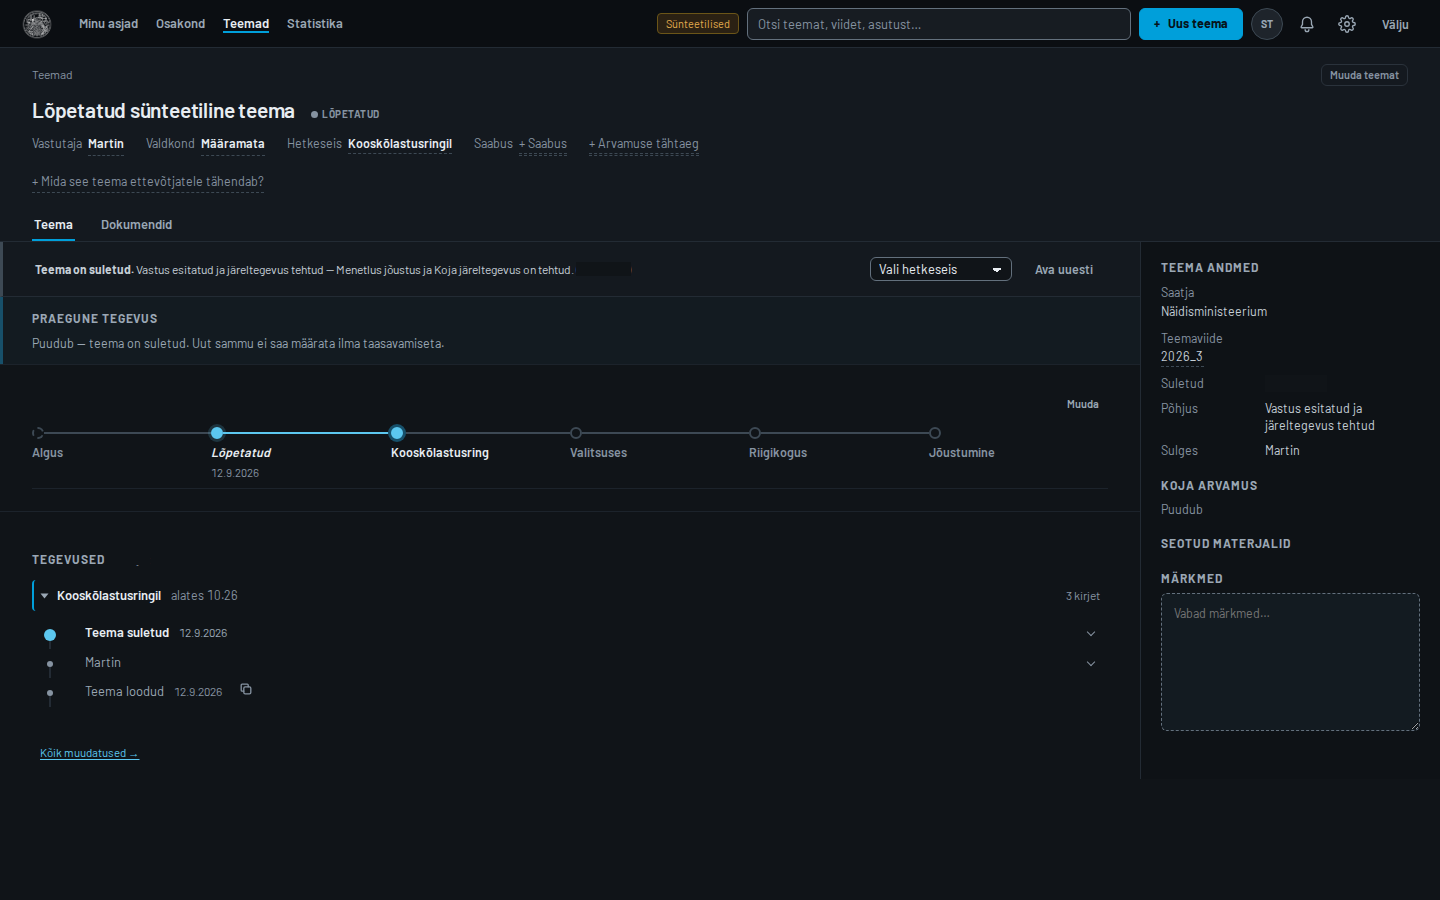 Minu asjad Osakond Teemad Statistika Sünteetilised Otsi teemat, viidet, asutust... + Uus teema ST Välju
Teemad Muuda teemat
Lõpetatud sünteetiline teema LÕPETATUD
Vastutaja Martin Valdkond Määramata Hetkeseis Kooskõlastusringil Saabus + Saabus + Arvamuse tähtaeg
+ Mida see teema ettevõtjatele tähendab?
Teema Dokumendid
Teema on suletud. Vastus esitatud ja järeltegevus tehtud — Menetlus jõustus ja Koja järeltegevus on tehtud. Vali hetkeseis Ava uuesti
PRAEGUNE TEGEVUS
Puudub — teema on suletud. Uut sammu ei saa määrata ilma taasavamiseta.
Muuda
Algus Lõpetatud Kooskõlastusring Valitsuses Riigikogus Jõustumine
12.9.2026
TEGEVUSED
Kooskõlastusringil alates 10.26 3 kirjet
Teema suletud 12.9.2026
Martin
Teema loodud 12.9.2026
Kõik muudatused →
TEEMA ANDMED
Saatja
Näidisministeerium
Teemaviide
2026_3
Suletud
Põhjus Vastus esitatud ja
järeltegevus tehtud
Sulges Martin
KOJA ARVAMUS
Puudub
SEOTUD MATERJALID
MÄRKMED
Vabad märkmed...